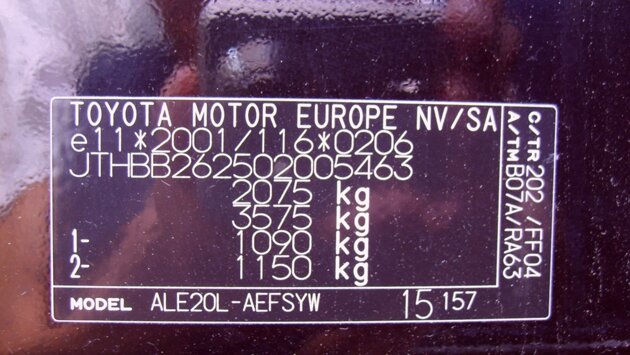 TOYOTA MOTOR EUROPE NV/SA
e11*2001/116*0206
JTHBB262502005463
2075 kg
3575 kg
1- 1090 kg
2- 1150 kg
MODEL ALE20L-AEFSYW 15 157
C/TR 202 /FF04
A/TM B07A/RA63